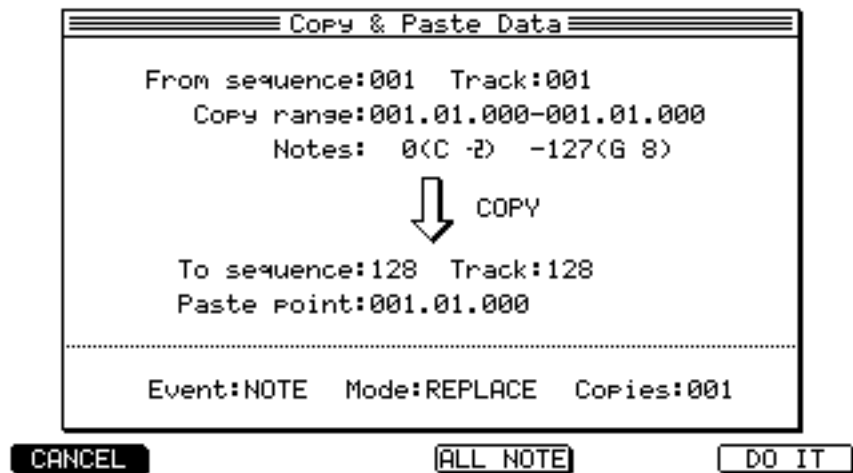 Copy & Paste Data
From sequence:001 Track:001
Copy range:001.01.000-001.01.000
Notes: 0(C -2) -127(G 8)
COPY
To sequence:128 Track:128
Paste point:001.01.000
Event:NOTE Mode:REPLACE Copies:001
CANCEL ALL NOTE DO IT